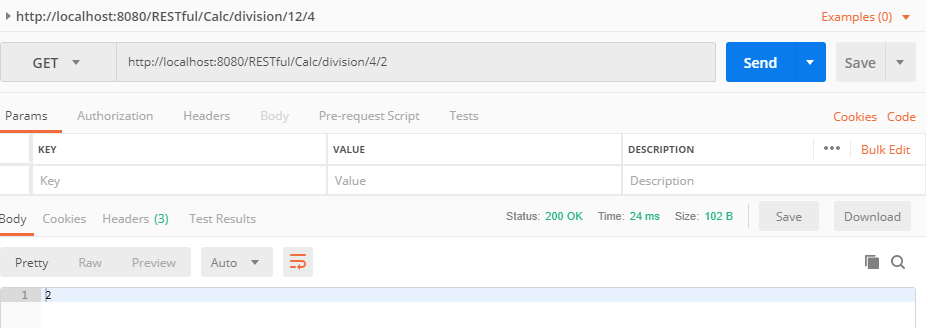 http://localhost:8080/RESTful/Calc/division/12/4 Examples (0)
GET http://localhost:8080/RESTful/Calc/division/4/2 Send Save
Params Authorization Headers Body Pre-request Script Tests Cookies Code
KEY VALUE DESCRIPTION ••• Bulk Edit
Key Value Description
Body Cookies Headers (3) Test Results Status: 200 OK Time: 24 ms Size: 102 B Save Download
Pretty Raw Preview Auto
1 2